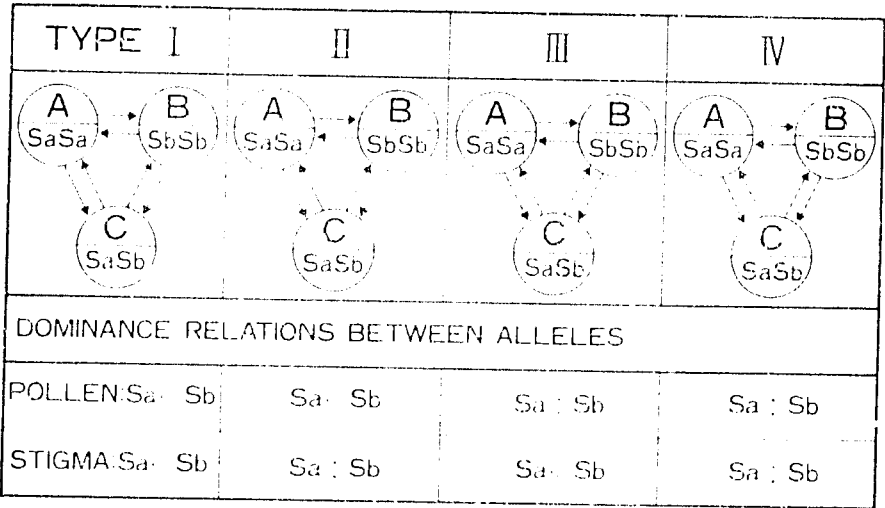 TYPE I II III IV
A B A B A B A B
SaSa SbSb SaSa SbSb SaSa SbSb SaSa SbSb
C C C C
SaSb SaSb SaSb SaSb
DOMINANCE RELATIONS BETWEEN ALLELES
POLLEN: Sa Sb Sa Sb Sa : Sb Sa : Sb
STIGMA: Sa Sb Sa : Sb Sa Sb Sa : Sb